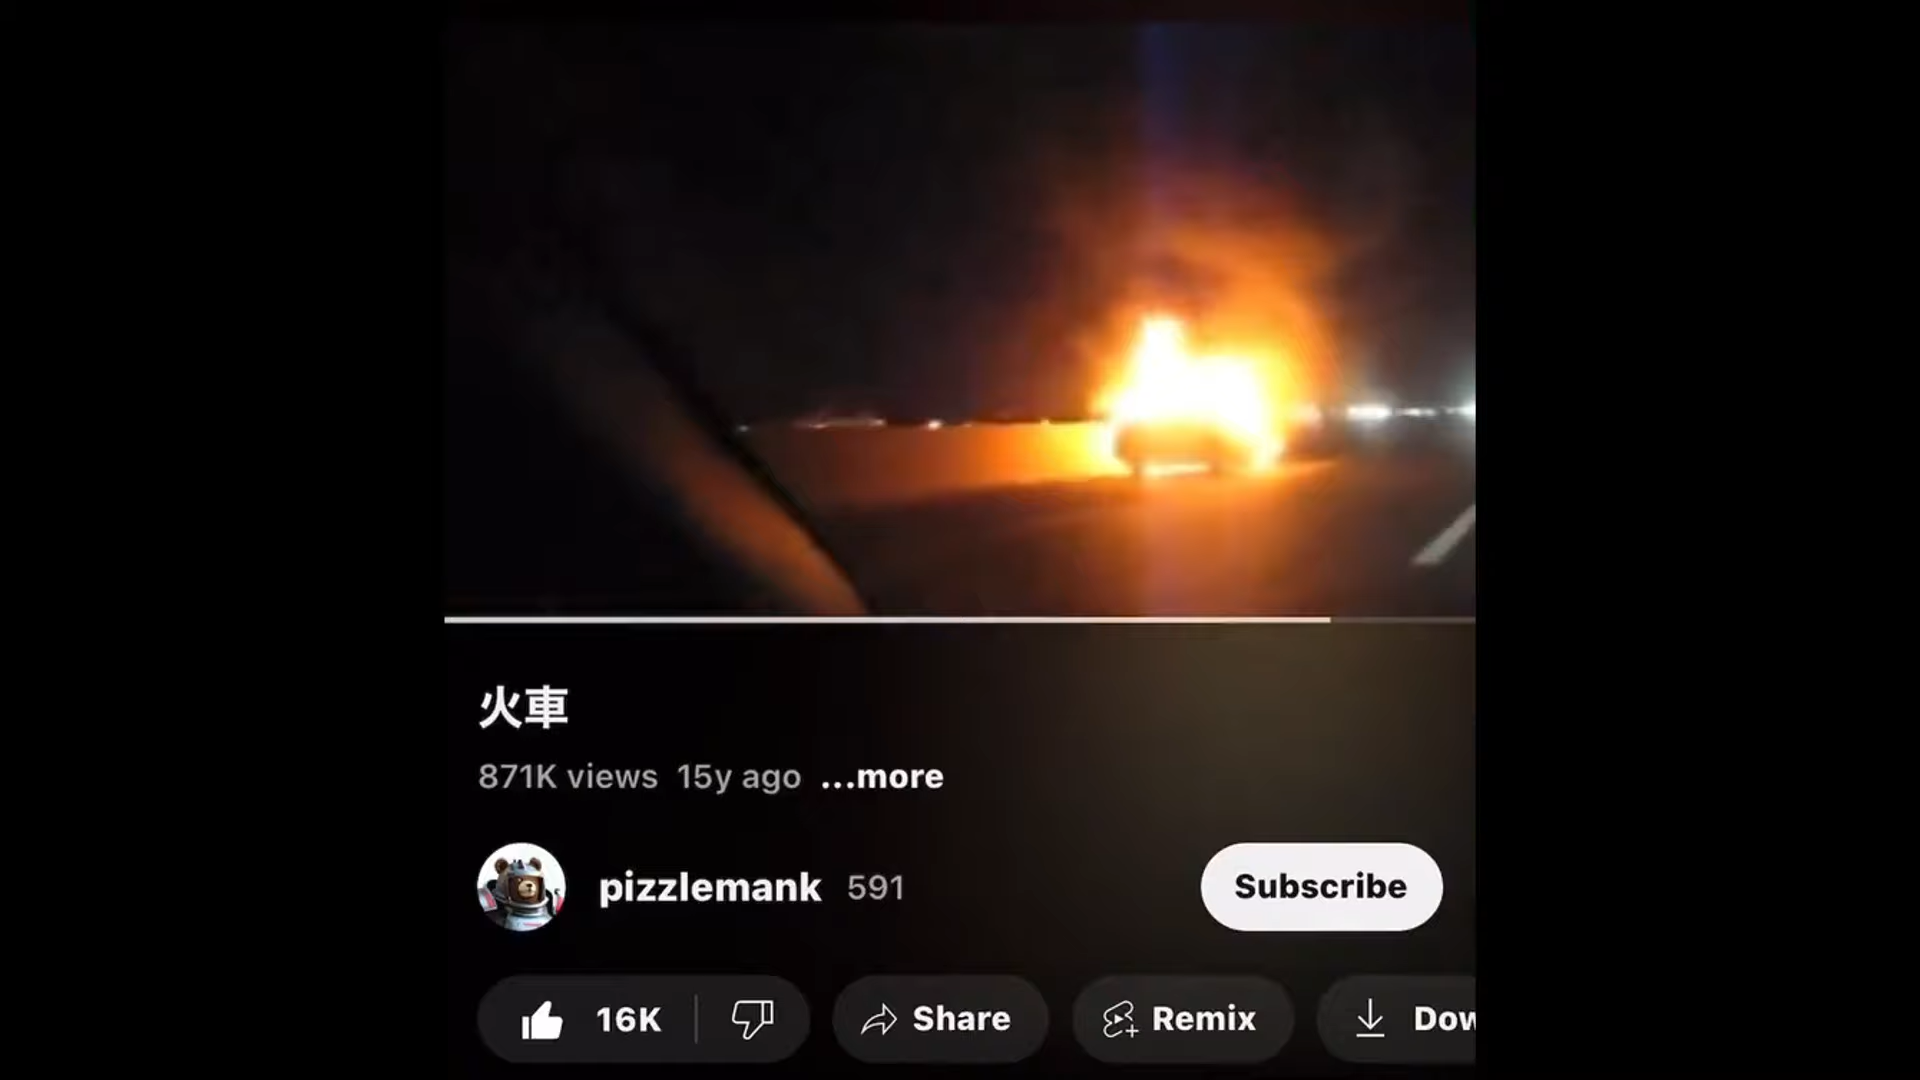 火車
871K views 15y ago ...more
pizzlemank 591
Subscribe
16K
Share
Remix
Dow